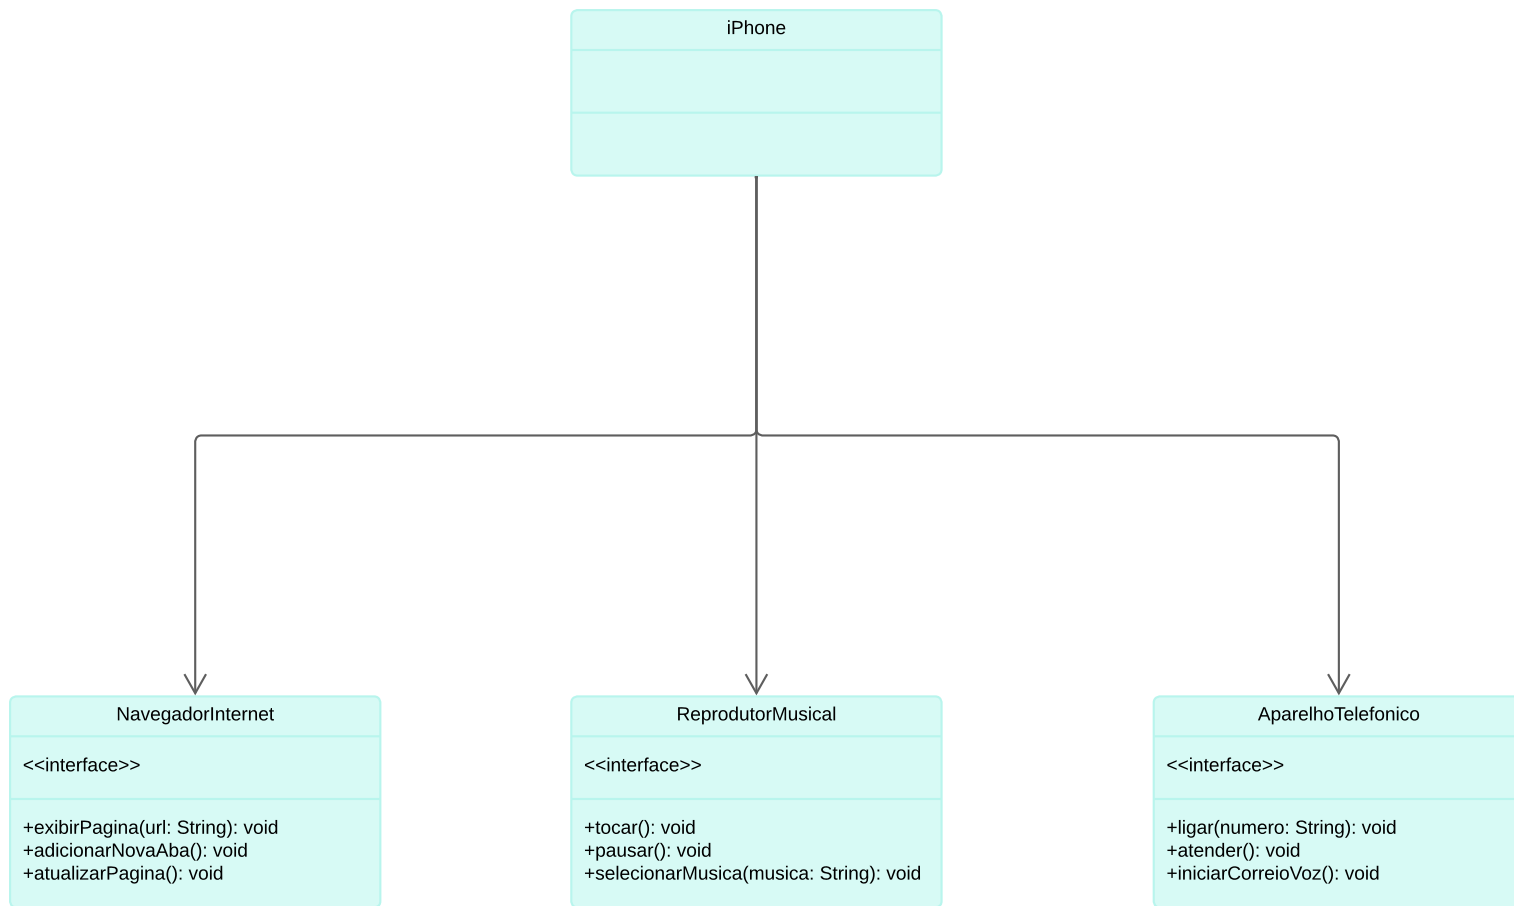 iPhone
NavegadorInternet
<<interface>>
+exibirPagina(url: String): void
+adicionarNovaAba(): void
+atualizarPagina(): void
ReprodutorMusical
<<interface>>
+tocar(): void
+pausar(): void
+selecionarMusica(musica: String): void
AparelhoTelefonico
<<interface>>
+ligar(numero: String): void
+atender(): void
+iniciarCorreioVoz(): void